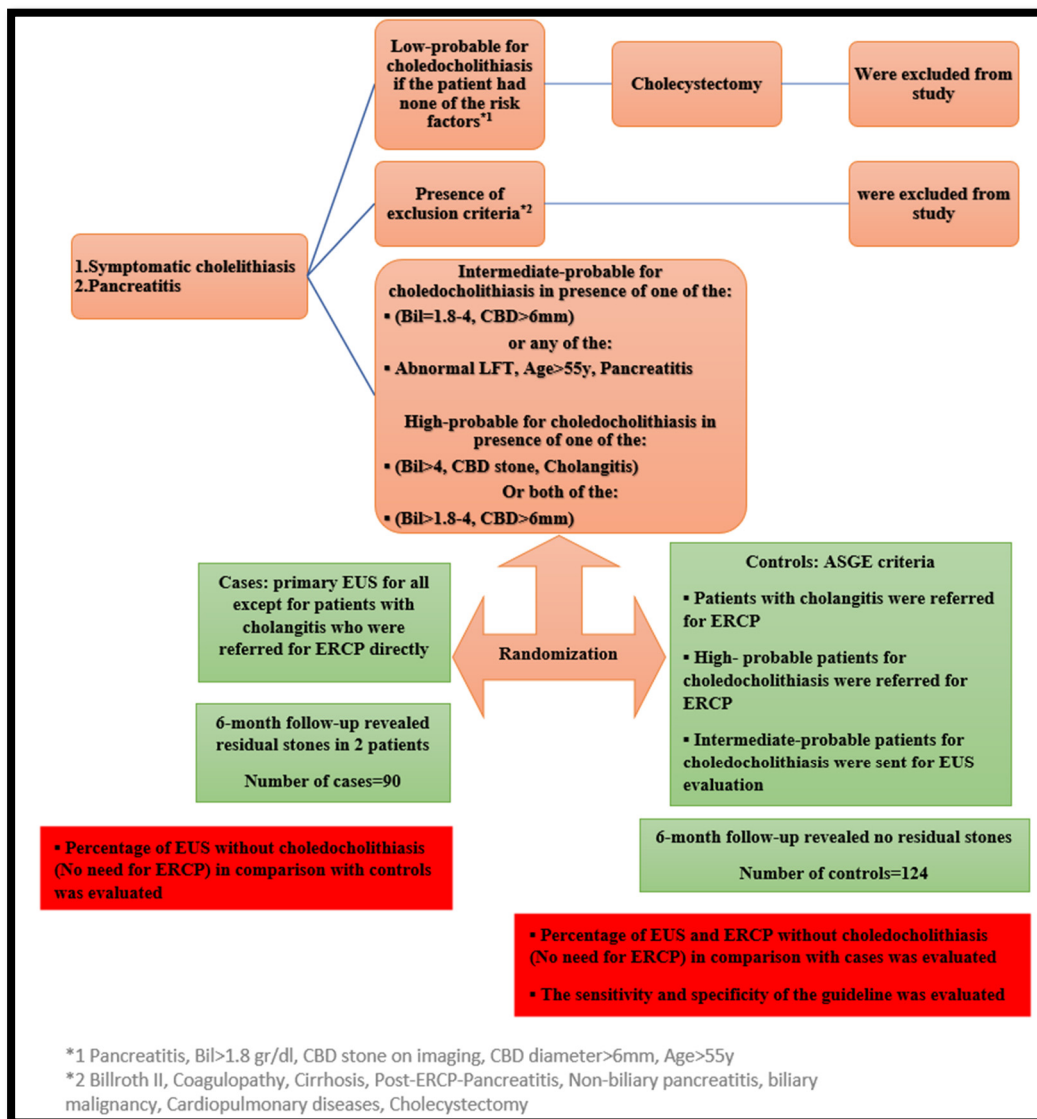 Low-probable for
choledocholithiasis
if the patient had
none of the risk
factors*1
Cholecystectomy
Were excluded from
study
Presence of
exclusion criteria*2
were excluded from
study
1.Symptomatic cholelithiasis
2.Pancreatitis
Intermediate-probable for
choledocholithiasis in presence of one of the:
▪ (Bil=1.8-4, CBD>6mm)
or any of the:
▪ Abnormal LFT, Age>55y, Pancreatitis
High-probable for choledocholithiasis in
presence of one of the:
▪ (Bil>4, CBD stone, Cholangitis)
Or both of the:
▪ (Bil>1.8-4, CBD>6mm)
Randomization
Cases: primary EUS for all
except for patients with
cholangitis who were
referred for ERCP directly
6-month follow-up revealed
residual stones in 2 patients
Number of cases=90
▪ Percentage of EUS without choledocholithiasis
(No need for ERCP) in comparison with controls
was evaluated
Controls: ASGE criteria
▪ Patients with cholangitis were referred
for ERCP
▪ High- probable patients for
choledocholithiasis were referred for
ERCP
▪ Intermediate-probable patients for
choledocholithiasis were sent for EUS
evaluation
6-month follow-up revealed no residual stones
Number of controls=124
▪ Percentage of EUS and ERCP without choledocholithiasis
(No need for ERCP) in comparison with cases was evaluated
▪ The sensitivity and specificity of the guideline was evaluated
*1 Pancreatitis, Bil>1.8 gr/dl, CBD stone on imaging, CBD diameter>6mm, Age>55y
*2 Billroth II, Coagulopathy, Cirrhosis, Post-ERCP-Pancreatitis, Non-biliary pancreatitis, biliary
malignancy, Cardiopulmonary diseases, Cholecystectomy